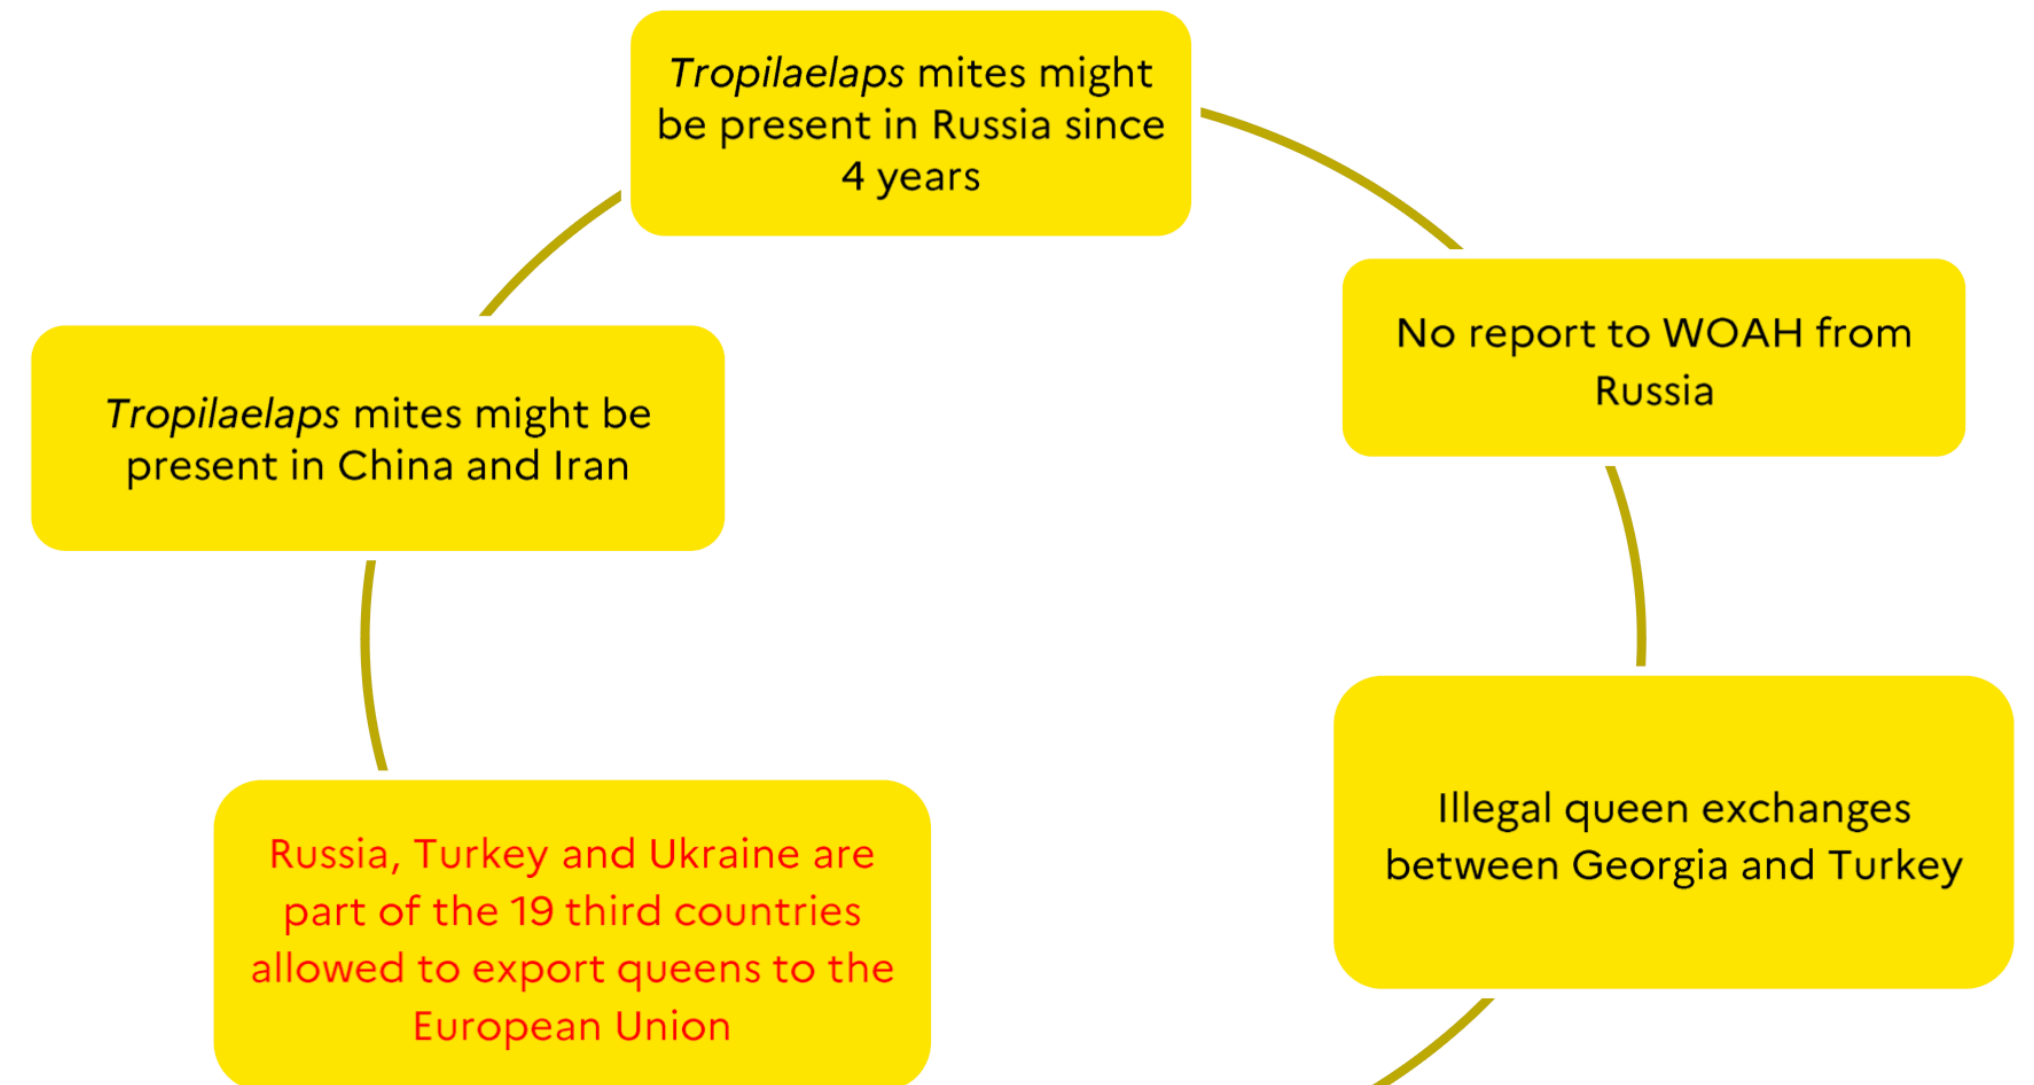 Tropilaelaps mites might
be present in Russia since
4 years
No report to WOAH from
Russia
Illegal queen exchanges
between Georgia and Turkey
Russia, Turkey and Ukraine are
part of the 19 third countries
allowed to export queens to the
European Union
Tropilaelaps mites might be
present in China and Iran